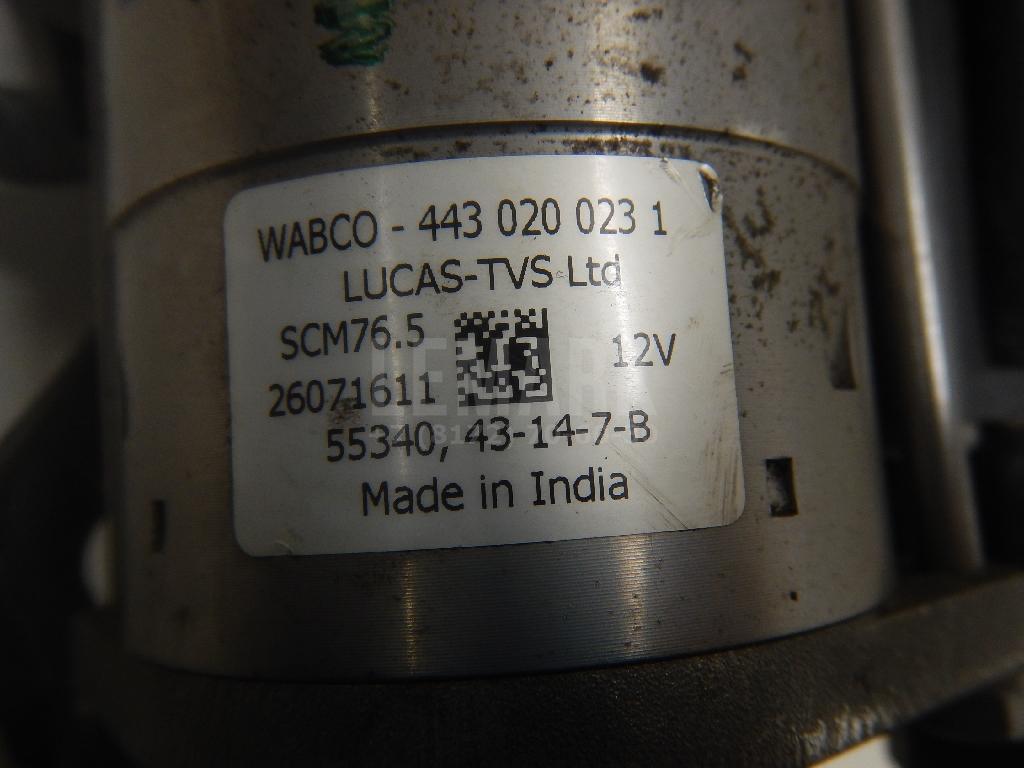 WABCO - 443 020 023 1
LUCAS-TVS Ltd
SCM76.5
12V
26071611
55340, 43-14-7-B
Made in India